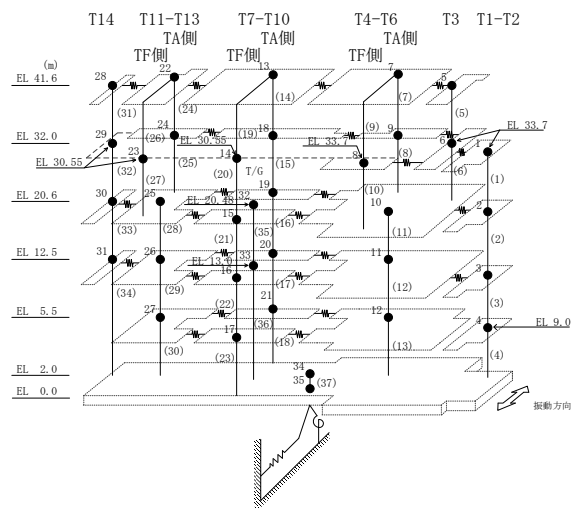 T14 T11-T13 T7-T10 T4-T6 T3 T1-T2
TA側 TA側 TA側
TF側 TF側 TF側
(m)
EL 41.6 28 22 13 7 5
(31) (24) (14) (7) (5)
EL 32.0 29 24 (19) 18 (9) 9 6 1 EL 33.7
(26) EL 30.55 EL 33.7
EL 30.55 23 14 8
(32) (25) (20) T/G (15) (8) (6) (1)
(27) (10)
EL 20.6 30 25 19 10 2
EL 20.48 32
15
(33) (28) (35) (16) (11) (2)
(21)
EL 12.5 31 26 20 11 3
EL 13.0 33
16
(34) (29) (17) (12) (3)
EL 5.5 27 (22) 21 12 4 EL 9.0
(36)
17
(30) (23) (18) (13) (4)
EL 2.0 34
EL 0.0 35 (37)
振動方向